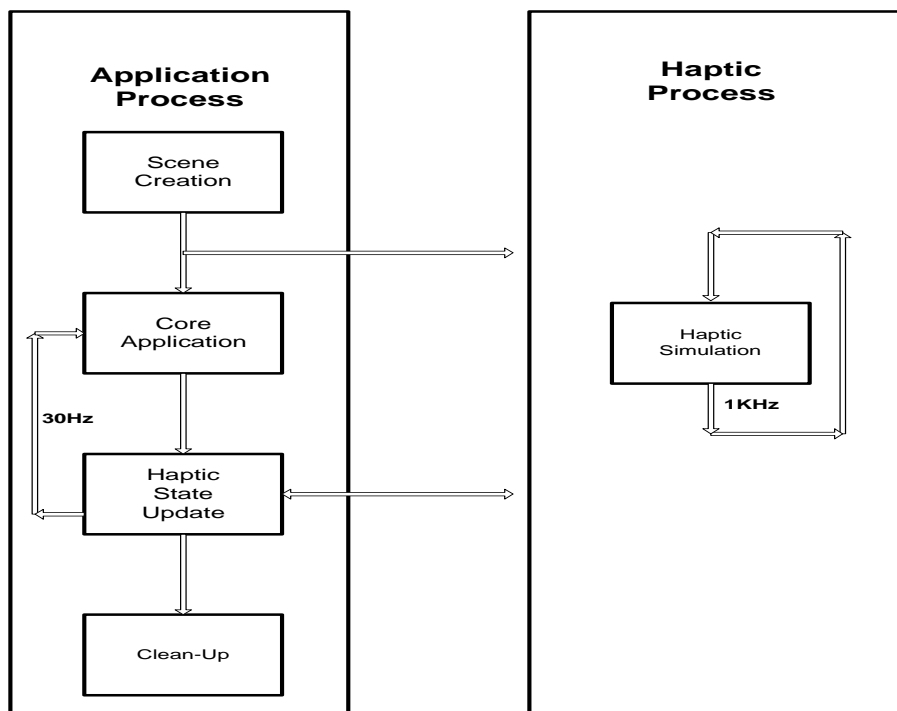 Application
Process
Scene
Creation
Core
Application
30Hz
Haptic
State
Update
Clean-Up
Haptic
Process
Haptic
Simulation
1KHz